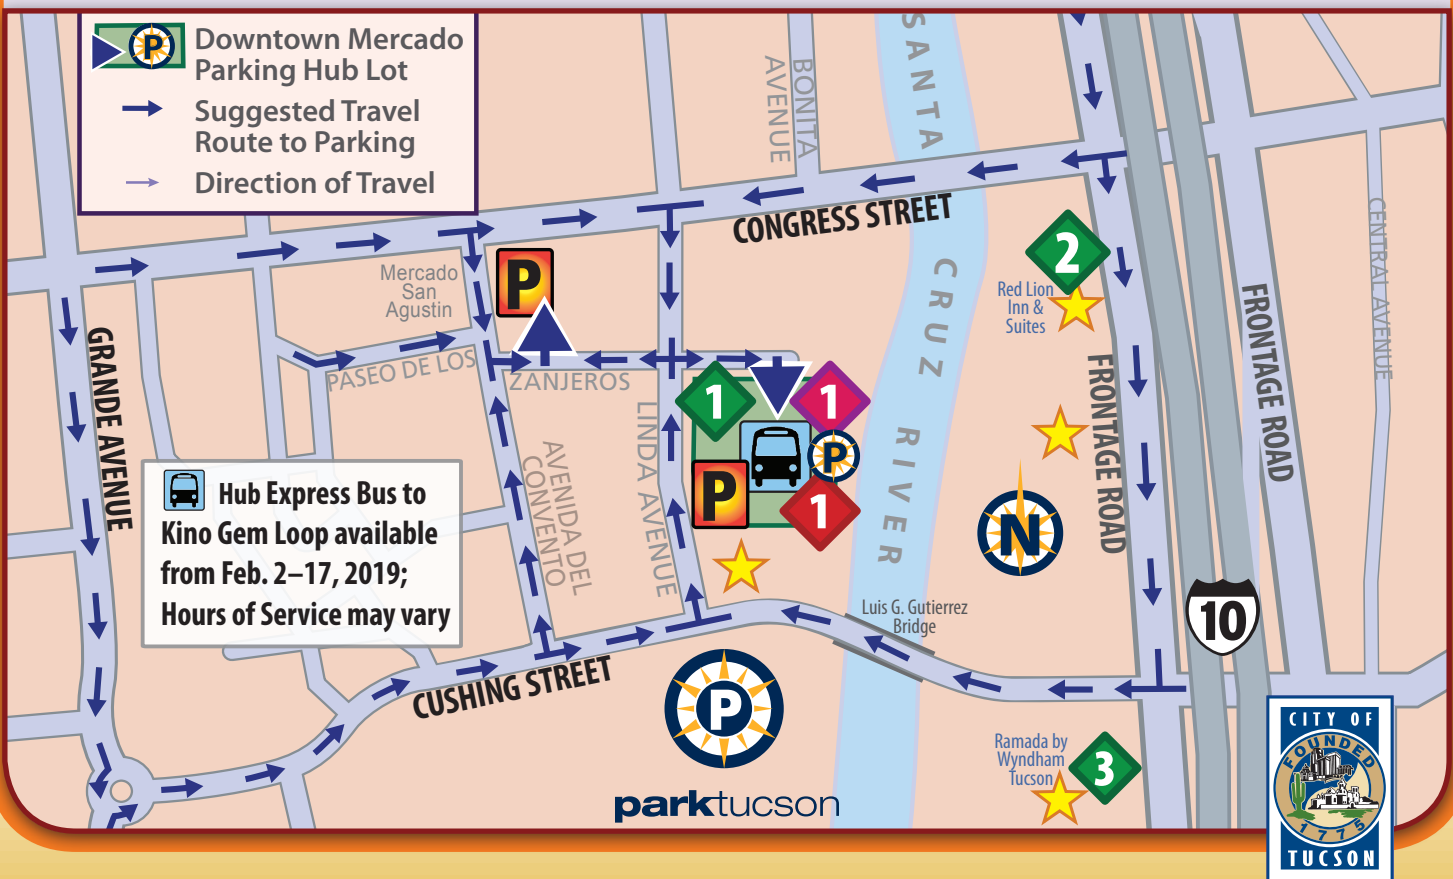 P
Downtown Mercado
Parking Hub Lot
Suggested Travel
Route to Parking
Direction of Travel
BONITA
AVENUE
SANTA
CRUZ
RIVER
CONGRESS STREET
Mercado
San
Agustin
P
2
Red Lion
Inn &
Suites
FRONTAGE ROAD
FRONTAGE ROAD
CENTRAL AVENUE
GRANDE AVENUE
PASEO DE LOS
ZANJEROS
1
1
P
P
1
LINDA AVENUE
AVENIDA DEL
CONVENTO
Hub Express Bus to
Kino Gem Loop available
from Feb. 2–17, 2019;
Hours of Service may vary
N
Luis G. Gutierrez
Bridge
10
CUSHING STREET
P
parktucson
Ramada by
Wyndham
Tucson
3
CITY OF
FOUNDED
1775
TUCSON